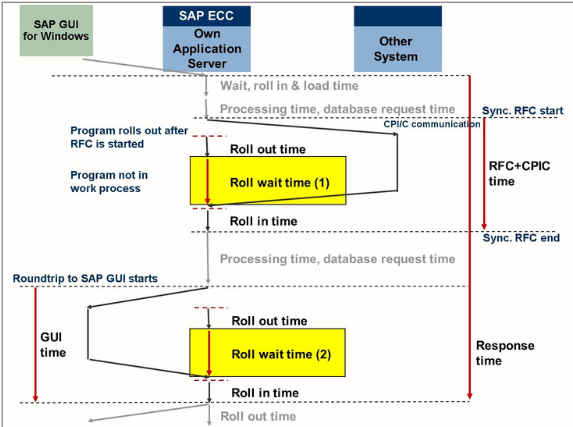 SAP GUI
for Windows
SAP ECC
Own
Application
Server
Other
System
Wait, roll in & load time
Processing time, database request time
Sync. RFC start
CPI/C communication
Program rolls out after
RFC is started
Roll out time
Program not in
work process
Roll wait time (1)
RFC+CPIC
time
Roll in time
Sync. RFC end
Processing time, database request time
Roundtrip to SAP GUI starts
Roll out time
GUI
time
Roll wait time (2)
Response
time
Roll in time
Roll out time